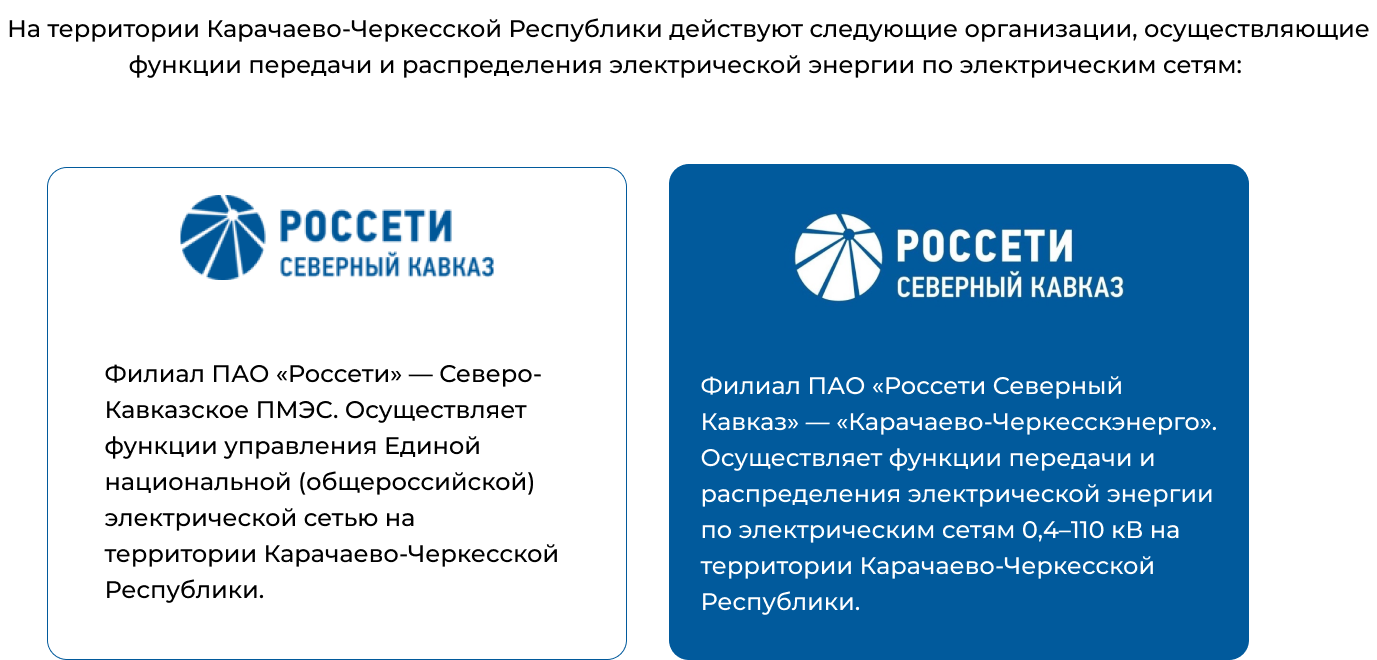 На территории Карачаево-Черкесской Республики действуют следующие организации, осуществляющие
функции передачи и распределения электрической энергии по электрическим сетям:
РОССЕТИ
СЕВЕРНЫЙ КАВКАЗ
Филиал ПАО «Россети» — Северо-
Кавказское ПМЭС. Осуществляет
функции управления Единой
национальной (общероссийской)
электрической сетью на
территории Карачаево-Черкесской
Республики.
РОССЕТИ
СЕВЕРНЫЙ КАВКАЗ
Филиал ПАО «Россети Северный
Кавказ» — «Карачаево-Черкесскэнерго».
Осуществляет функции передачи и
распределения электрической энергии
по электрическим сетям 0,4–110 кВ на
территории Карачаево-Черкесской
Республики.